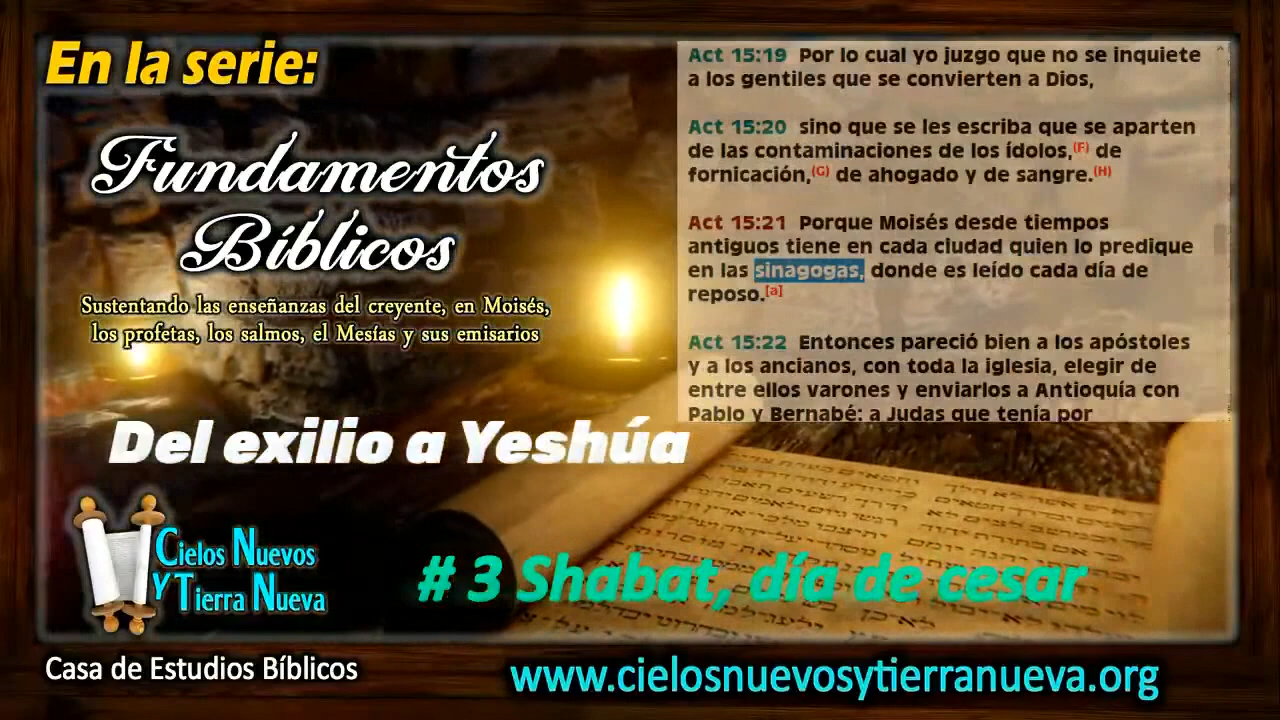 En la serie:
Fundamentos
Bíblicos
Sustentando las enseñanzas del creyente, en Moisés,
los profetas, los salmos, el Mesías y sus emisarios
Act 15:19 Por lo cual yo juzgo que no se inquiete
a los gentiles que se convierten a Dios,
Act 15:20 sino que se les escriba que se aparten
de las contaminaciones de los ídolos,(F) de
fornicación,(G) de ahogado y de sangre.(H)
Act 15:21 Porque Moisés desde tiempos
antiguos tiene en cada ciudad quien lo predique
en las sinagogas, donde es leído cada día de
reposo.[a]
Act 15:22 Entonces pareció bien a los apóstoles
y a los ancianos, con toda la iglesia, elegir de
entre ellos varones y enviarlos a Antioquía con
Pablo y Bernabé: a Judas que tenía por
Del exilio a Yeshúa
Cielos Nuevos
Y Tierra Nueva
# 3 Shabat, día de cesar
Casa de Estudios Bíblicos
www.cielosnuevosytierranueva.org